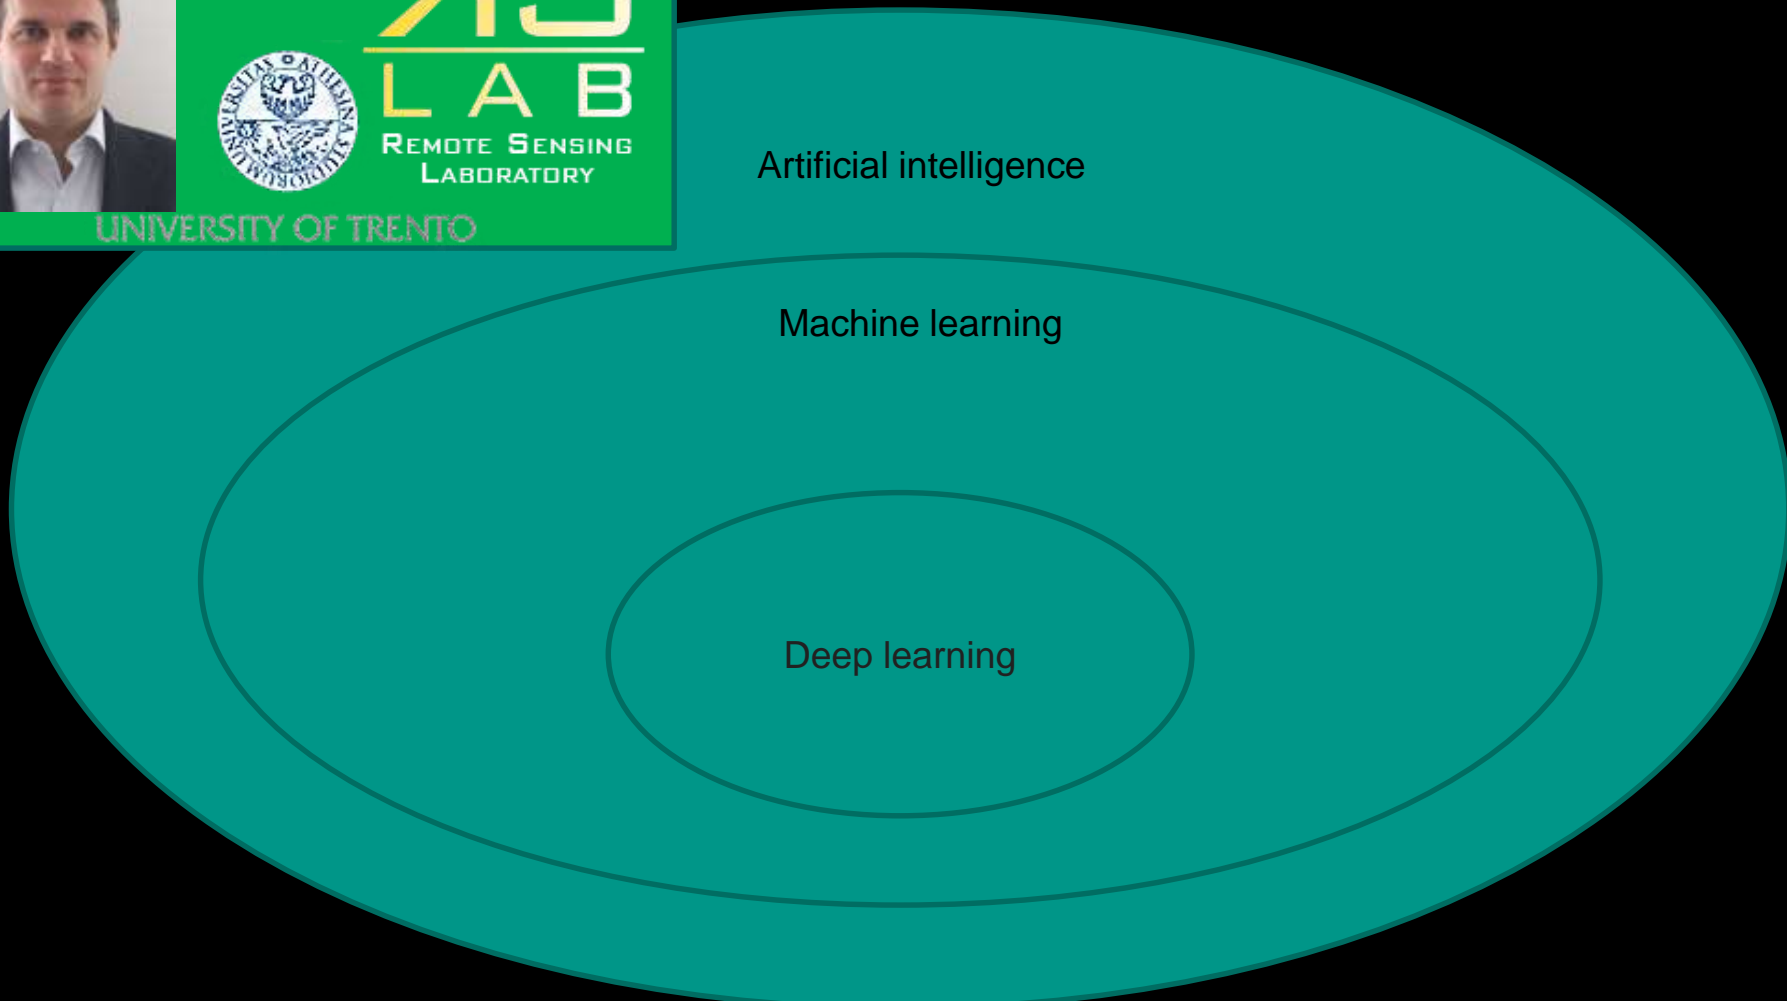 LAB
REMOTE SENSING
LABORATORY
UNIVERSITY OF TRENTO
Artificial intelligence
Machine learning
Deep learning